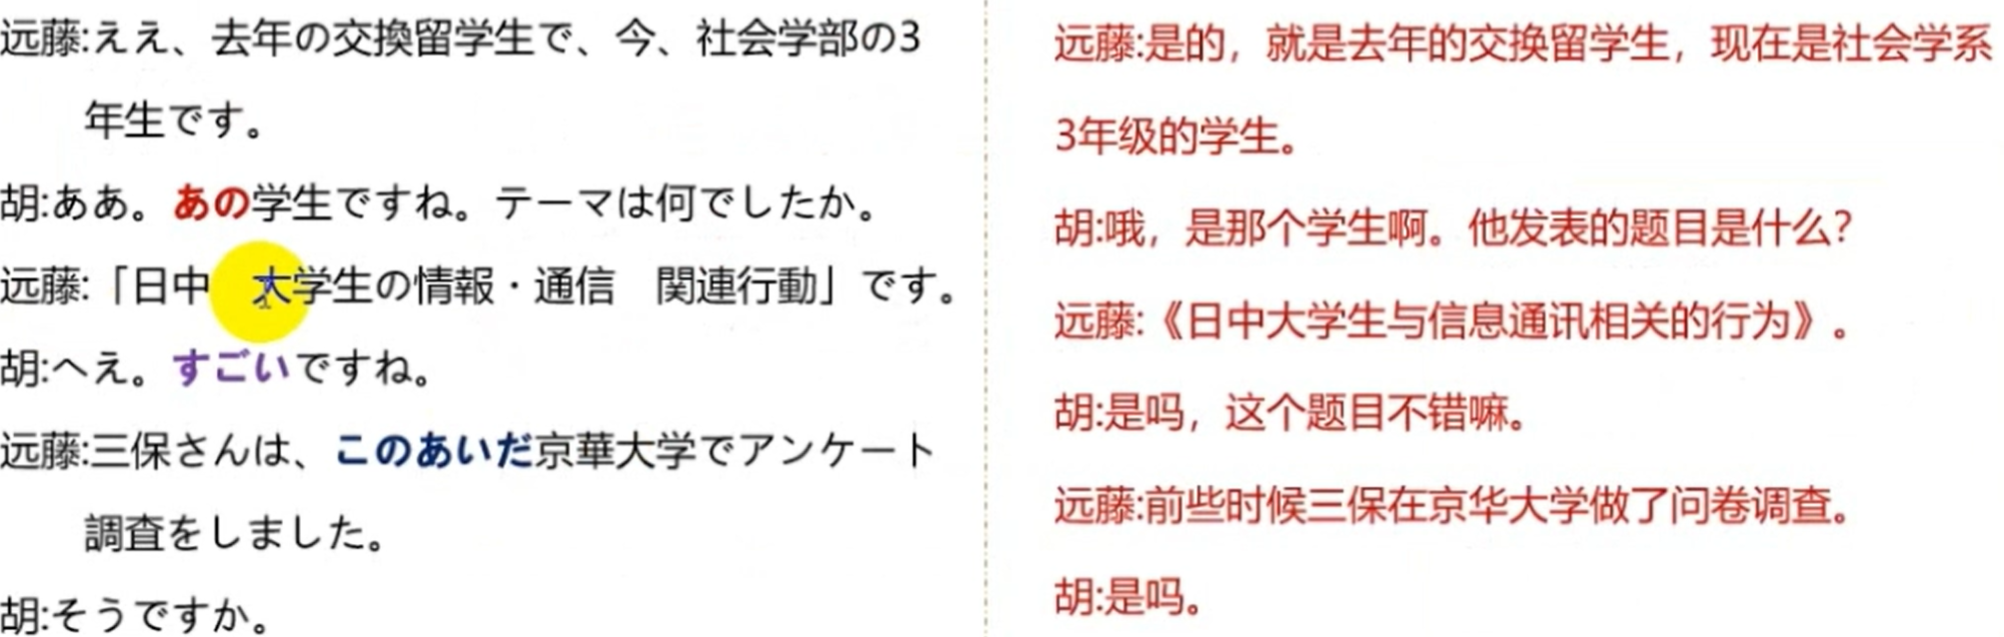 远藤:ええ、去年の交換留学生で、今、社会学部の3
年生です。
胡:ああ。あの学生ですね。テーマは何でしたか。
远藤:「日中　大学生の情報・通信　関連行動」です。
胡:へえ。すごいですね。
远藤:三保さんは、このあいだ京華大学でアンケート
調査をしました。
胡:そうですか。
远藤:是的，就是去年的交换留学生，现在是社会学系
3年级的学生。
胡:哦，是那个学生啊。他发表的题目是什么？
远藤:《日中大学生与信息通讯相关的行为》。
胡:是吗，这个题目不错嘛。
远藤:前些时候三保在京华大学做了问卷调查。
胡:是吗。